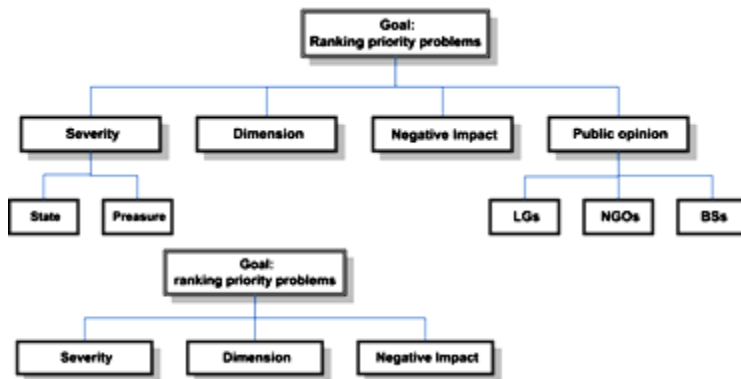 Goal:
Ranking priority problems
Severity
Dimension
Negative Impact
Public opinion
State
Preasure
LGs
NGOs
BSs
Goal:
ranking priority problems
Severity
Dimension
Negative Impact